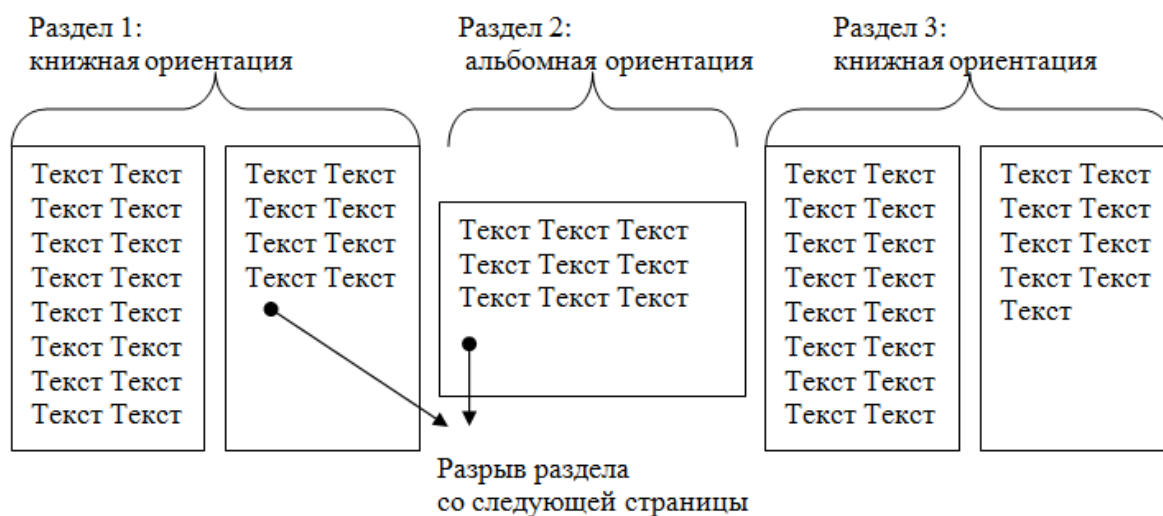 Раздел 1:
книжная ориентация
Раздел 2:
альбомная ориентация
Раздел 3:
книжная ориентация
Текст Текст
Текст Текст
Текст Текст
Текст Текст
Текст Текст
Текст Текст
Текст Текст
Текст Текст
Текст Текст
Текст Текст
Текст Текст
Текст Текст
Текст Текст Текст
Текст Текст Текст
Текст Текст Текст
Текст Текст
Текст Текст
Текст Текст
Текст Текст
Текст Текст
Текст Текст
Текст Текст
Текст Текст
Текст Текст
Текст Текст
Текст Текст
Текст Текст
Текст
Разрыв раздела
со следующей страницы